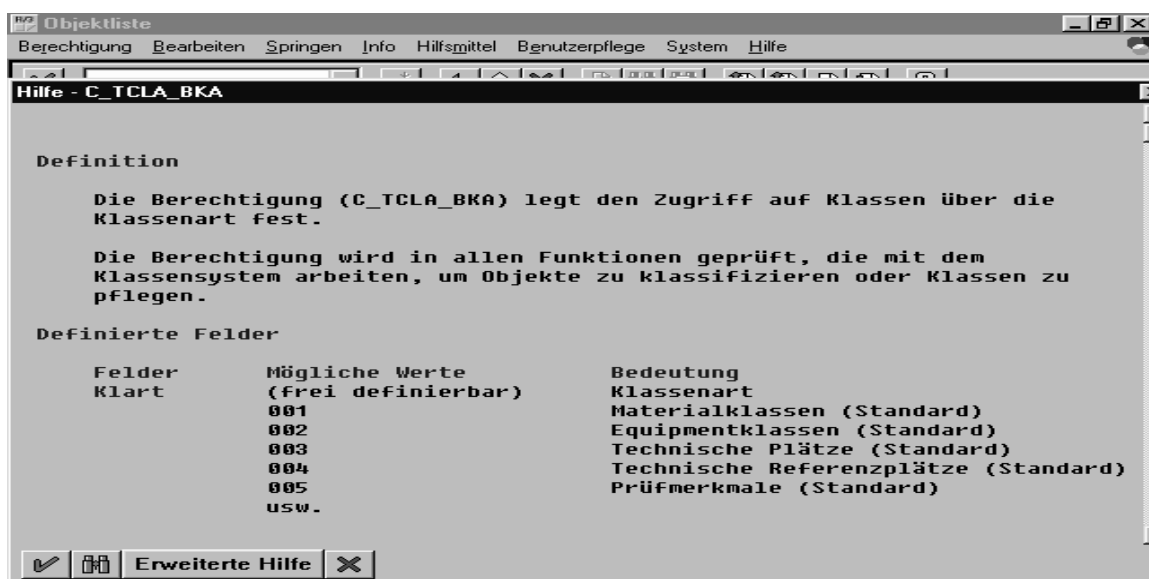 R/3 Objektliste
Berechtigung Bearbeiten Springen Info Hilfsmittel Benutzerpflege System Hilfe
Hilfe - C_TCLA_BKA
Definition
Die Berechtigung (C_TCLA_BKA) legt den Zugriff auf Klassen über die
Klassenart fest.
Die Berechtigung wird in allen Funktionen geprüft, die mit dem
Klassensystem arbeiten, um Objekte zu klassifizieren oder Klassen zu
pflegen.
Definierte Felder
Felder Mögliche Werte Bedeutung
Klart (frei definierbar) Klassenart
001 Materialklassen (Standard)
002 Equipmentklassen (Standard)
003 Technische Plätze (Standard)
004 Technische Referenzplätze (Standard)
005 Prüfmerkmale (Standard)
usw.
Erweiterte Hilfe